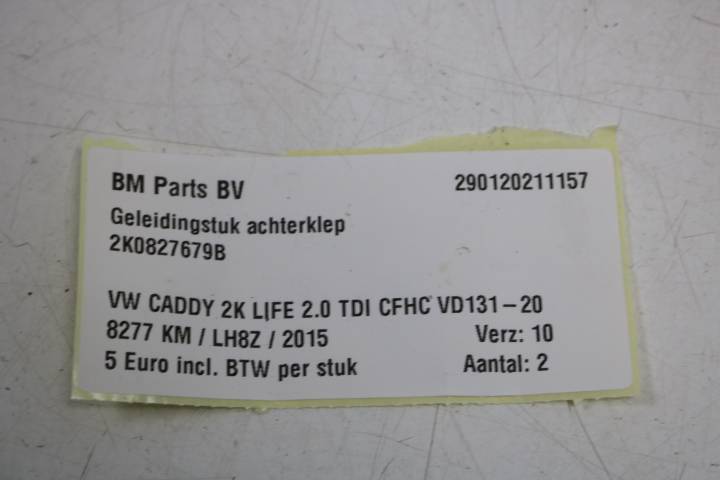 BM Parts BV 290120211157
Geleidingstuk achterklep
2K0827679B
VW CADDY 2K LIFE 2.0 TDI CFHC VD131-20
8277 KM / LH8Z / 2015 Verz: 10
5 Euro incl. BTW per stuk Aantal: 2